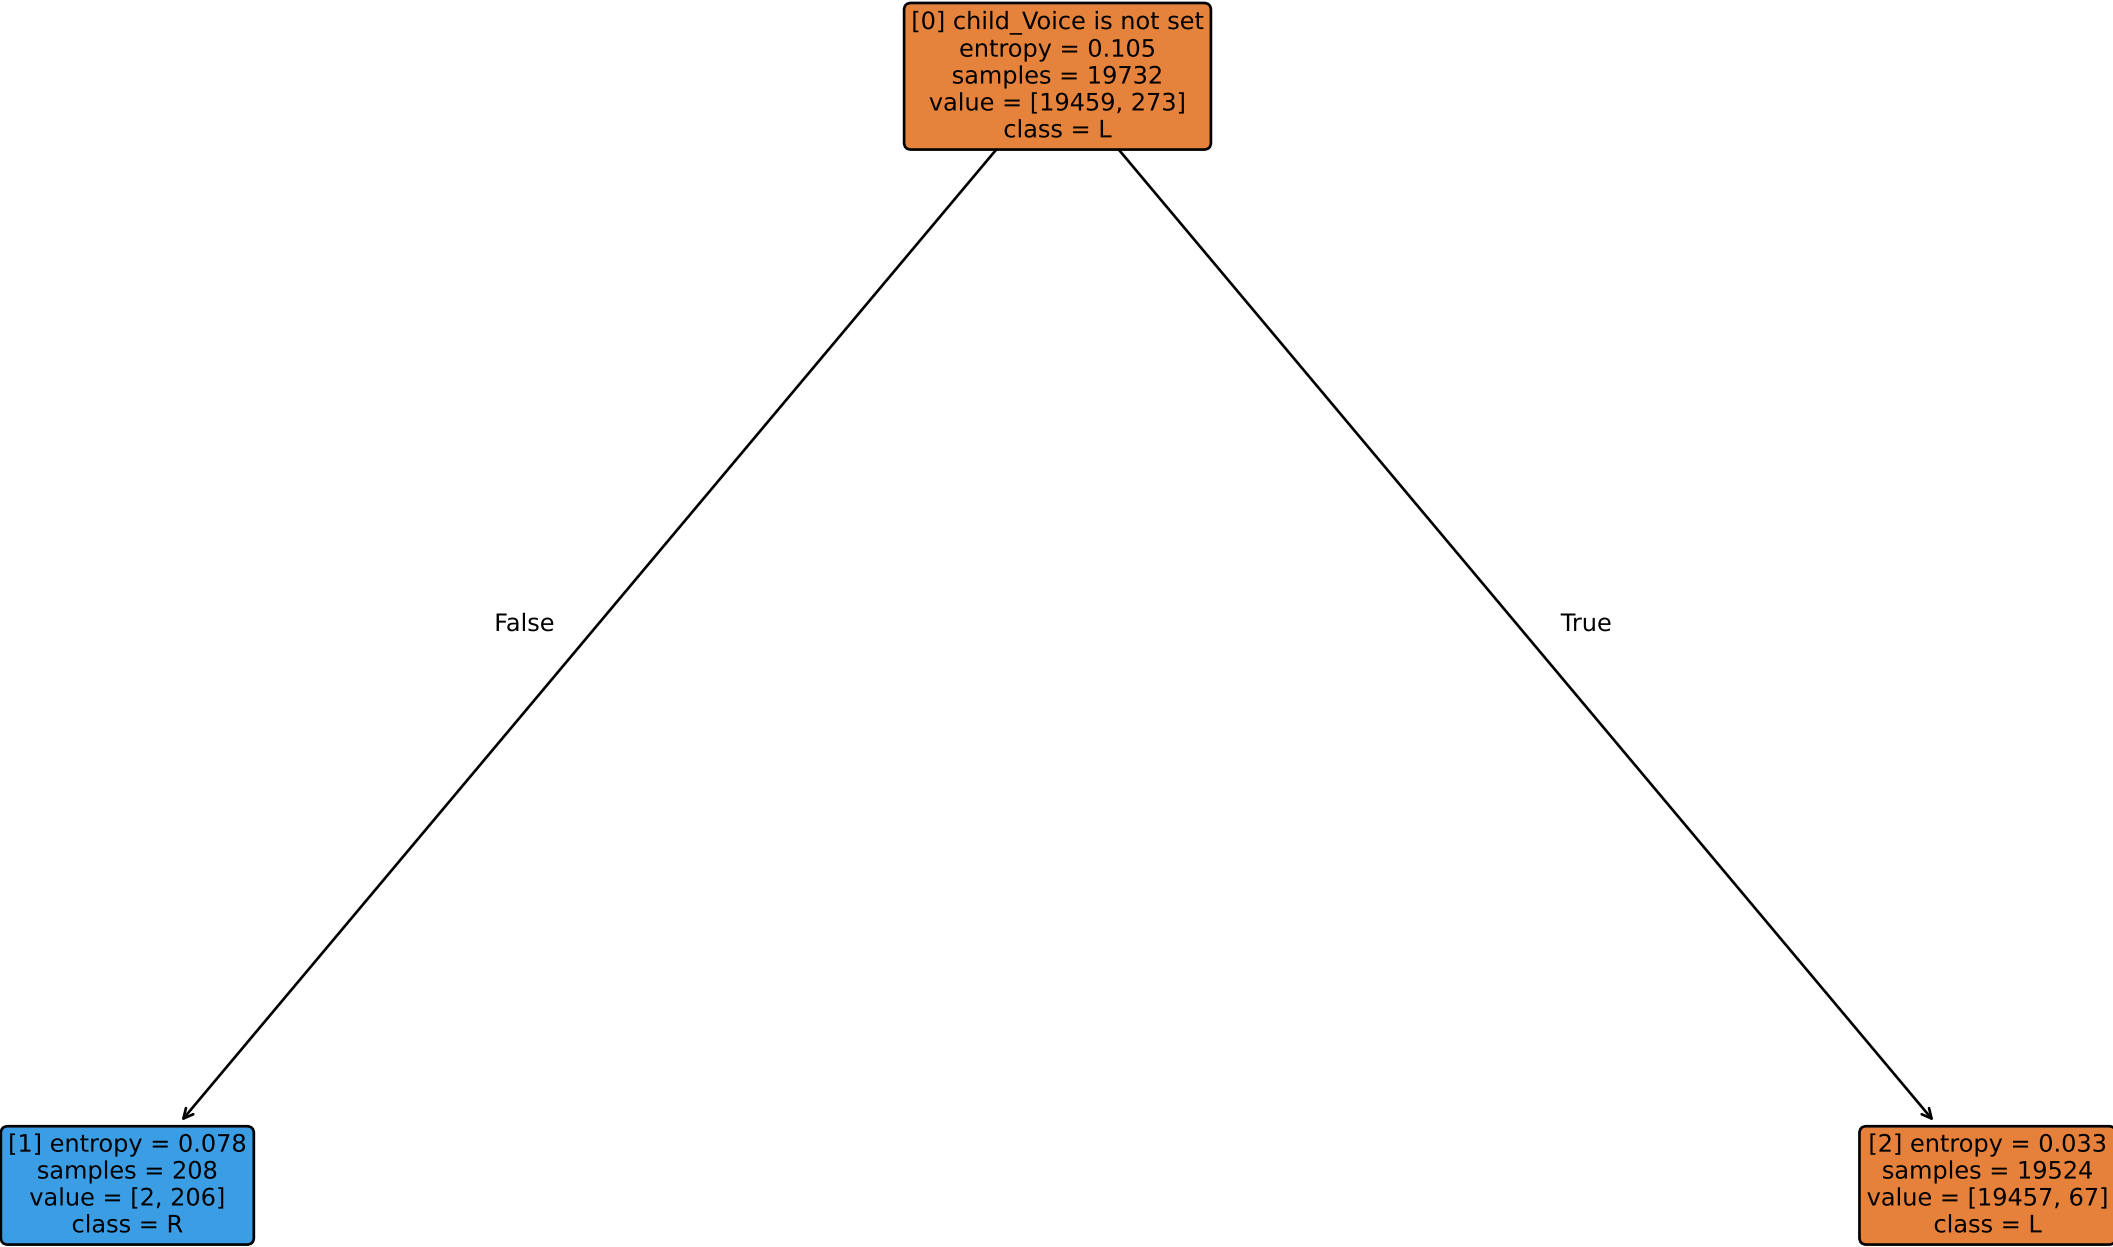 [0] child_Voice is not set
entropy = 0.105
samples = 19732
value = [19459, 273]
class = L
False
True
[1] entropy = 0.078
samples = 208
value = [2, 206]
class = R
[2] entropy = 0.033
samples = 19524
value = [19457, 67]
class = L